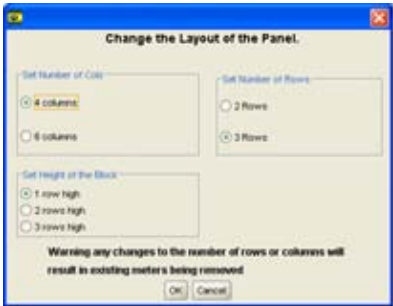 Change the Layout of the Panel.
Set Number of Cols
4 columns
6 columns
Set Number of Rows
2 Rows
3 Rows
Set Height of the Block
1 row high
2 rows high
3 rows high
Warning any changes to the number of rows or columns will
result in existing meters being removed
OK Cancel